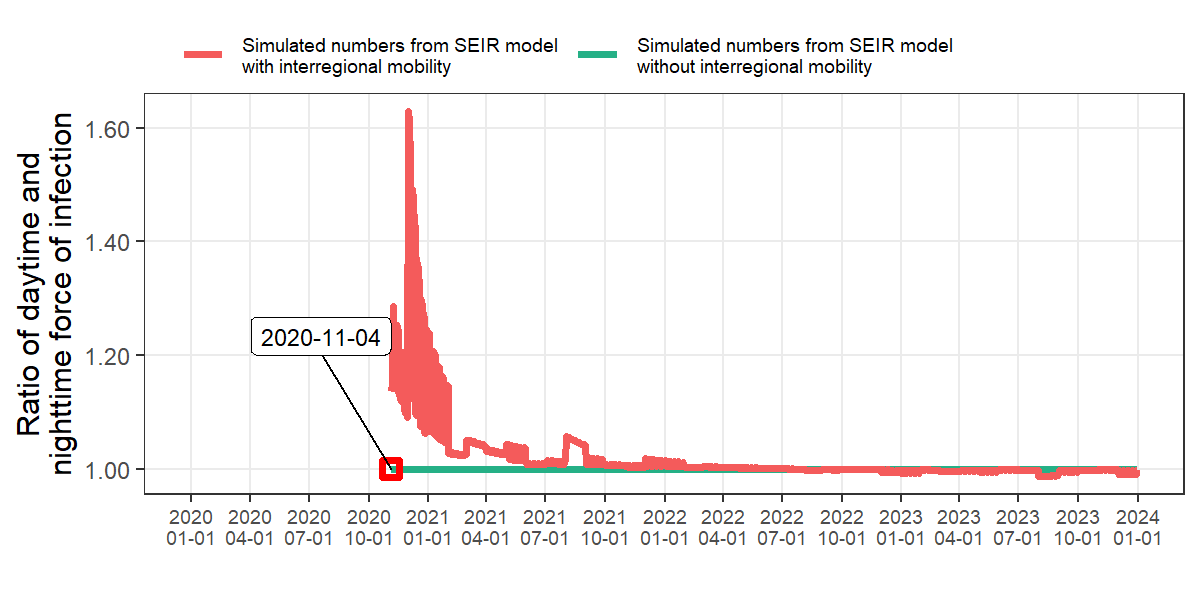 Simulated numbers from SEIR model
with interregional mobility
Simulated numbers from SEIR model
without interregional mobility
Ratio of daytime and
nighttime force of infection
1.60
1.40
1.20
1.00
2020-11-04
2020 2020 2020 2020 2021 2021 2021 2021 2022 2022 2022 2022 2023 2023 2023 2023 2024
01-01 04-01 07-01 10-01 01-01 04-01 07-01 10-01 01-01 04-01 07-01 10-01 01-01 04-01 07-01 10-01 01-01